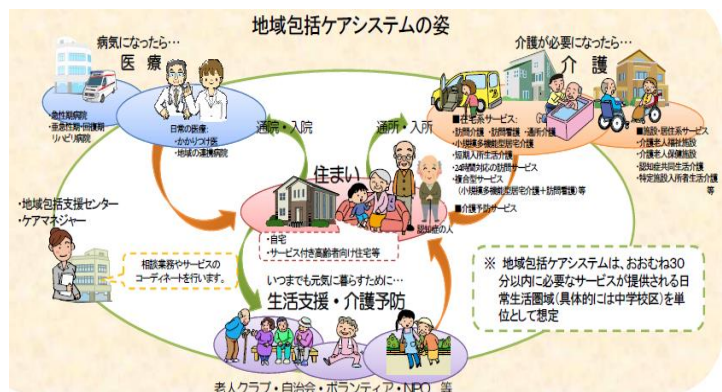 地域包括ケアシステムの姿
病気になったら…
医療
・急性期病院
・亜急性期・回復期
リハビリ病院
日常の医療:
・かかりつけ医
・地域の連携病院
通院・入院
介護が必要になったら…
介護
通所・入所
■在宅系サービス:
・訪問介護・訪問看護・通所介護
・小規模多機能型居宅介護
・短期入所生活介護
・24時間対応の訪問サービス
・複合型サービス
(小規模多機能型居宅介護+訪問看護)等
■介護予防サービス
■施設・居住系サービス
・介護老人福祉施設
・介護老人保健施設
・認知症共同生活介護
・特定施設入所者生活介護
等
住まい
認知症の人
・自宅
・サービス付き高齢者向け住宅等
・地域包括支援センター
・ケアマネジャー
相談業務やサービスの
コーディネートを行います。
いつまでも元気に暮らすために…
生活支援・介護予防
老人クラブ・自治会・ボランティア・NPO 等
※ 地域包括ケアシステムは、おおむね30
分以内に必要なサービスが提供される日
常生活圏域(具体的には中学校区)を単
位として想定